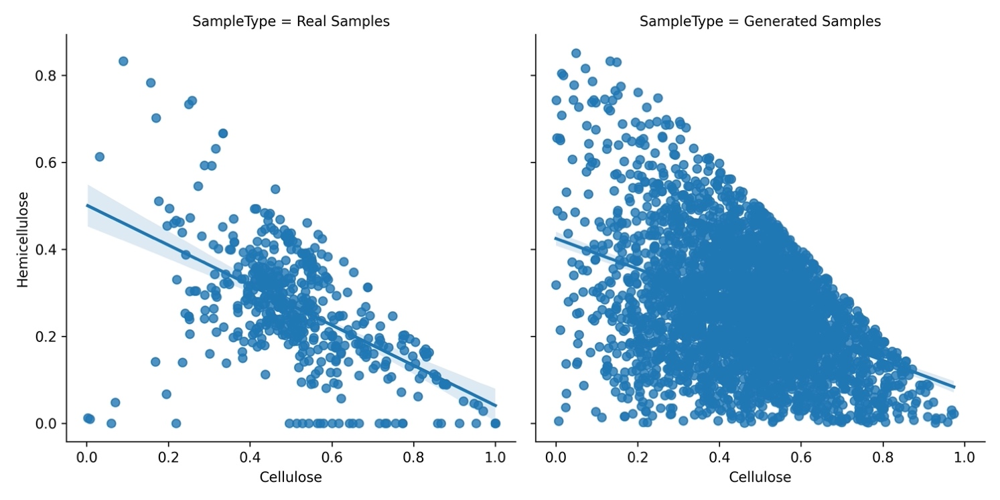 SampleType = Real Samples
SampleType = Generated Samples
Hemicellulose
0.8
0.6
0.4
0.2
0.0
0.0 0.2 0.4 0.6 0.8 1.0
0.0 0.2 0.4 0.6 0.8 1.0
Cellulose
Cellulose